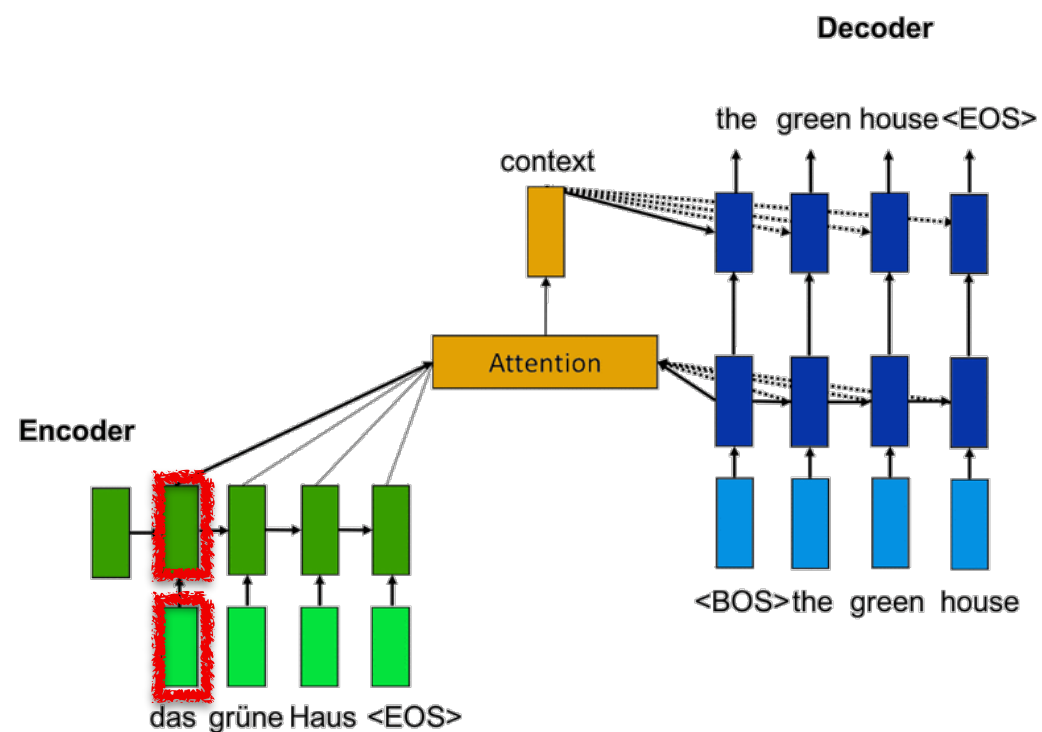 Decoder
the green house <EOS>
context
Attention
Encoder
<BOS> the green house
das grüne Haus <EOS>